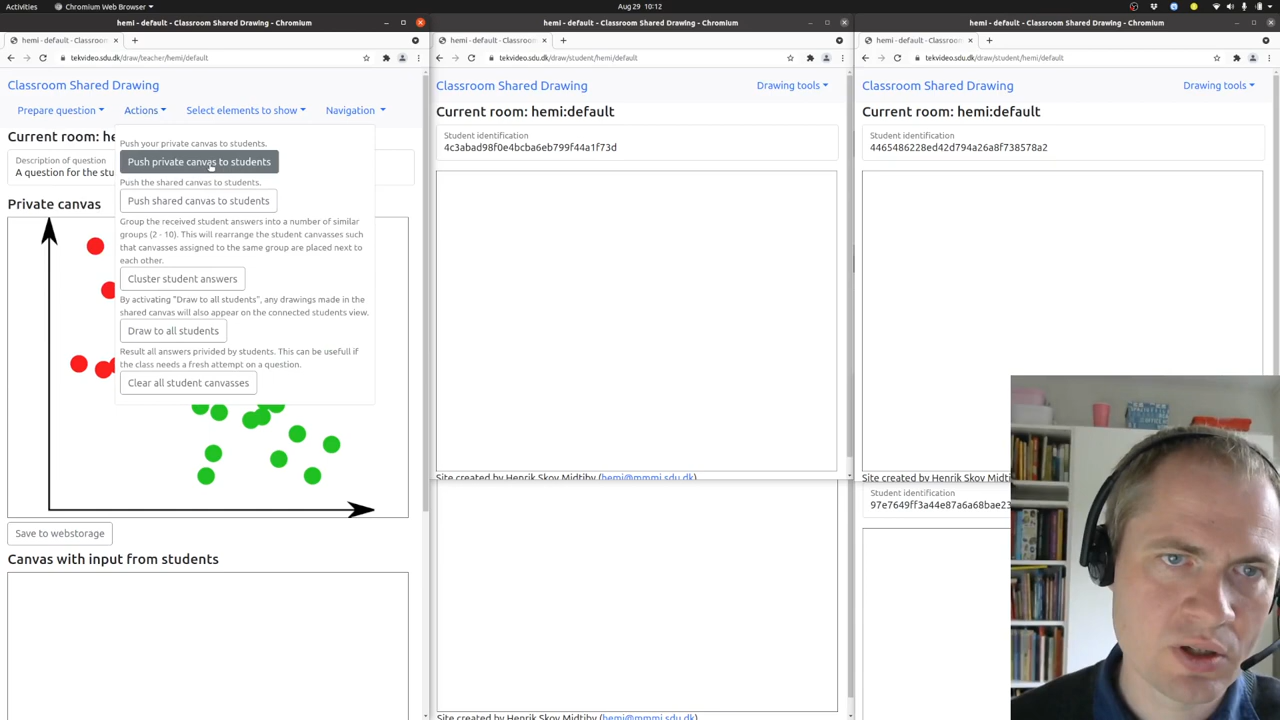 Activities
Chromium Web Browser
Aug 29 10:12
hemi - default - Classroom Shared Drawing - Chromium
hemi - default - Classroom
tekvideo.sdu.dk/draw/teacher/hemi/default
Classroom Shared Drawing
Prepare question
Actions
Select elements to show
Navigation
Current room: he
Description of question
A question for the stu
Push your private canvas to students.
Push private canvas to students
Push the shared canvas to students.
Push shared canvas to students
Group the received student answers into a number of similar
groups (2 - 10). This will rearrange the student canvasses such
that canvasses assigned to the same group are placed next to
each other.
Cluster student answers
By activating "Draw to all students", any drawings made in the
shared canvas will also appear on the connected students view.
Draw to all students
Result all answers privided by students. This can be usefull if
the class needs a fresh attempt on a question.
Clear all student canvasses
Private canvas
Save to webstorage
Canvas with input from students
hemi - default - Classroom Shared Drawing - Chromium
hemi - default - Classroom
tekvideo.sdu.dk/draw/student/hemi/default
Classroom Shared Drawing
Drawing tools
Current room: hemi:default
Student identification
4c3abad98f0e4bcba6eb799f44a1f73d
Site created by Henrik Skov Midtiby (hemi@mmmi.sdu.dk)
Site created by Henrik Skov Midtiby (hemi@mmmi.sdu.dk)
hemi - default - Classroom Shared Drawing - Chromium
hemi - default - Classroom
tekvideo.sdu.dk/draw/student/hemi/default
Classroom Shared Drawing
Drawing tools
Current room: hemi:default
Student identification
4465486228ed42d794a26a8f738578a2
Site created by Henrik Skov Midti
Student identification
97e7649ff3a44e87a6a68bae23